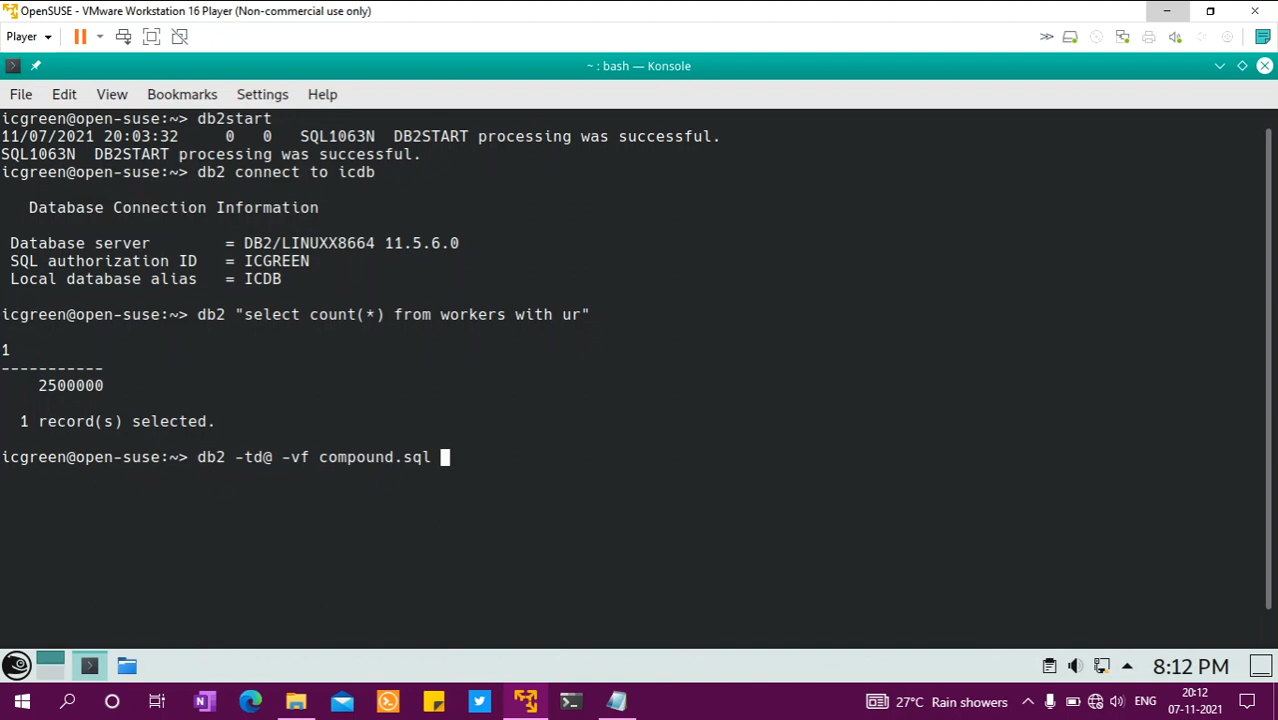 OpenSUSE - VMware Workstation 16 Player (Non-commercial use only)
Player
~ : bash — Konsole
File Edit View Bookmarks Settings Help
icgreen@open-suse:~> db2start
11/07/2021 20:03:32     0   0   SQL1063N  DB2START processing was successful.
SQL1063N  DB2START processing was successful.
icgreen@open-suse:~> db2 connect to icdb
   Database Connection Information
 Database server        = DB2/LINUXX8664 11.5.6.0
 SQL authorization ID   = ICGREEN
 Local database alias   = ICDB
icgreen@open-suse:~> db2 "select count(*) from workers with ur"
1
-----------
    2500000
  1 record(s) selected.
icgreen@open-suse:~> db2 -td@ -vf compound.sql
8:12 PM
27°C Rain showers
ENG
20:12
07-11-2021